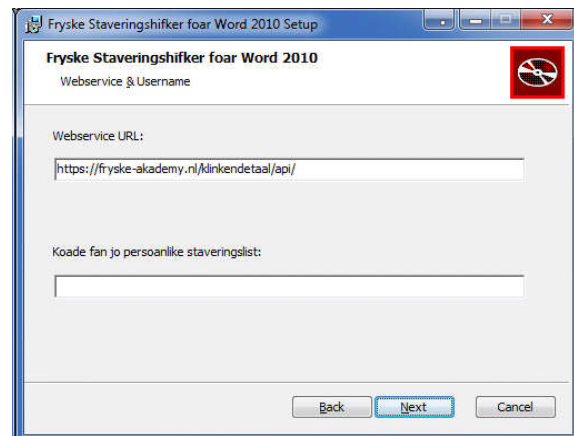 Fryske Staveringshifker foar Word 2010 Setup
Fryske Staveringshifker foar Word 2010
Webservice & Username
Webservice URL:
https://fryske-akademy.nl/klinkendetaal/api/
Koade fan jo persoanlike staveringslist:
Back Next Cancel